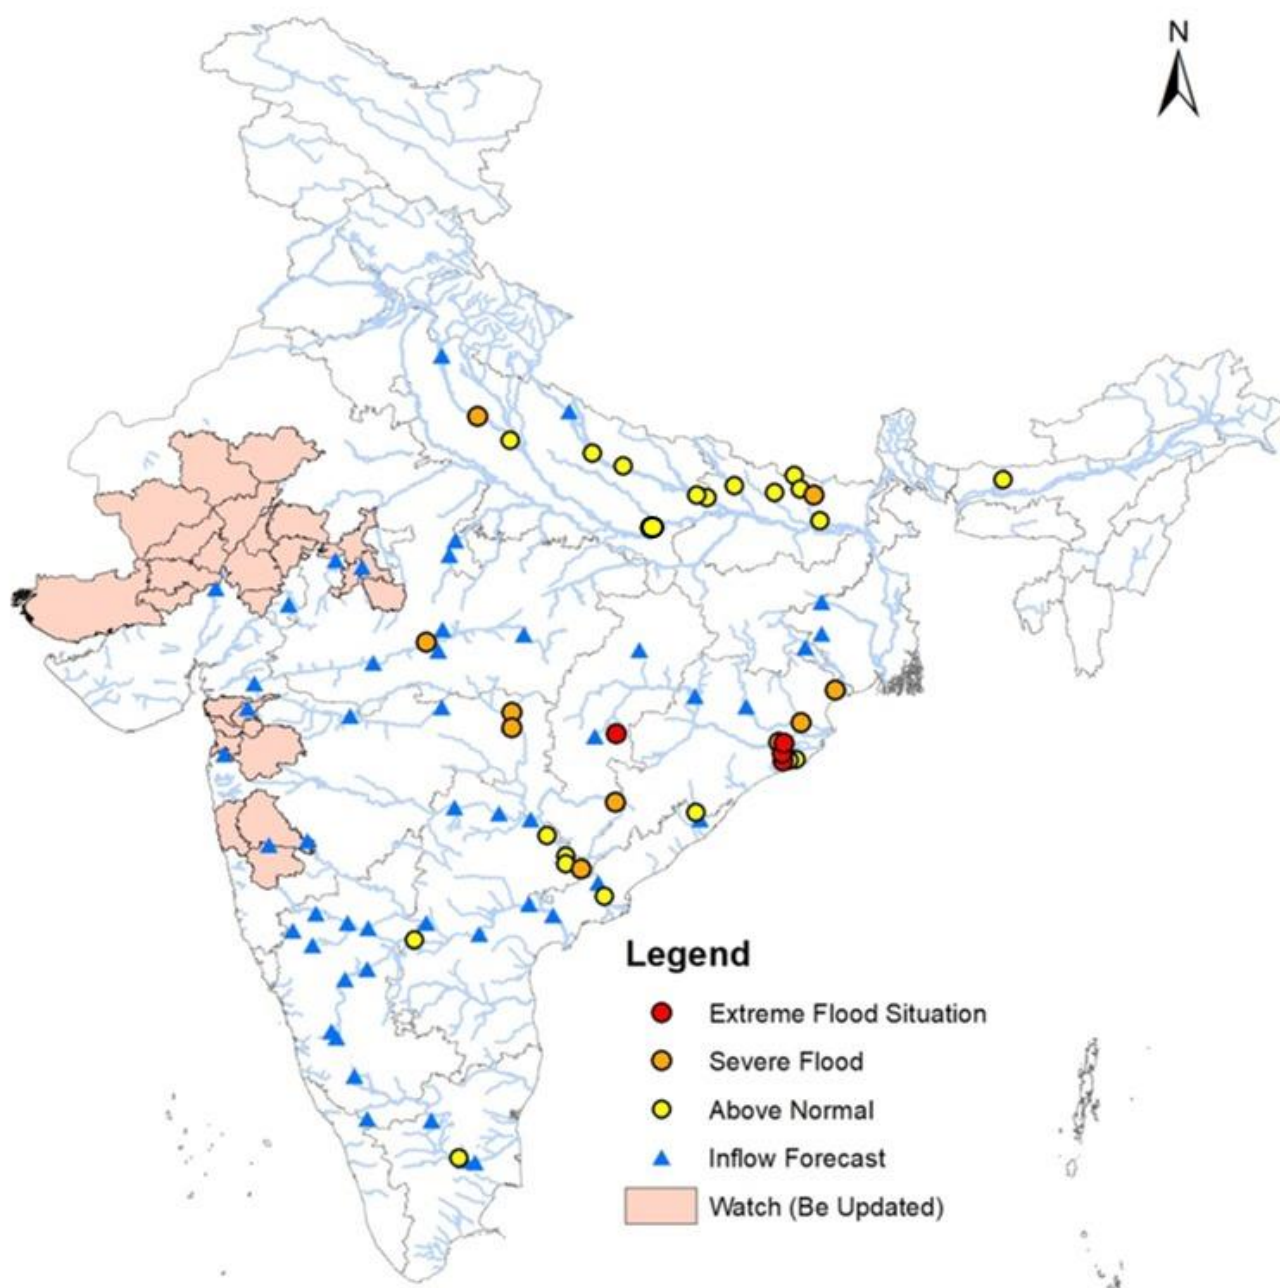 N
Legend
Extreme Flood Situation
Severe Flood
Above Normal
Inflow Forecast
Watch (Be Updated)